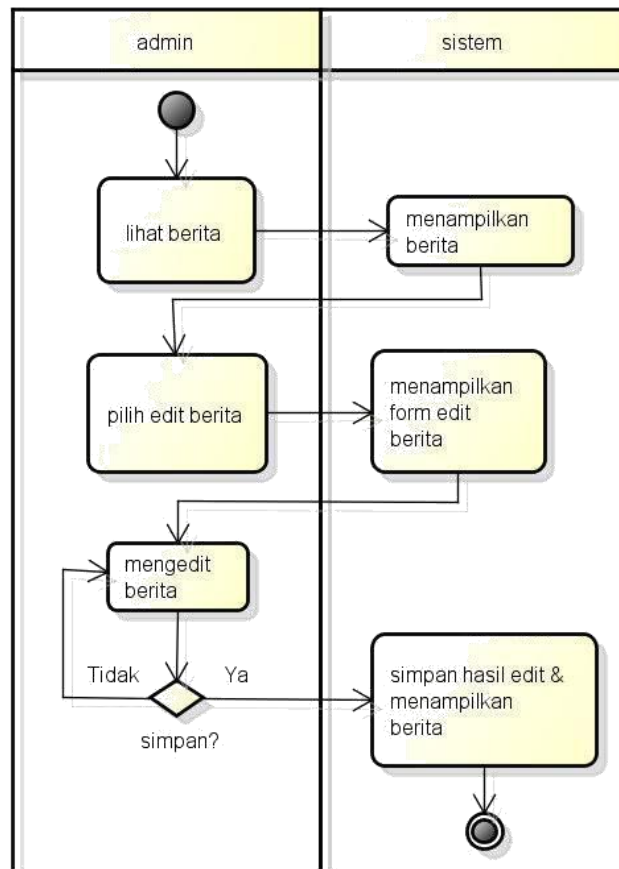 admin
sistem
lihat berita
menampilkan
berita
pilih edit berita
menampilkan
form edit
berita
mengedit
berita
Tidak
Ya
simpan?
simpan hasil edit &
menampilkan
berita